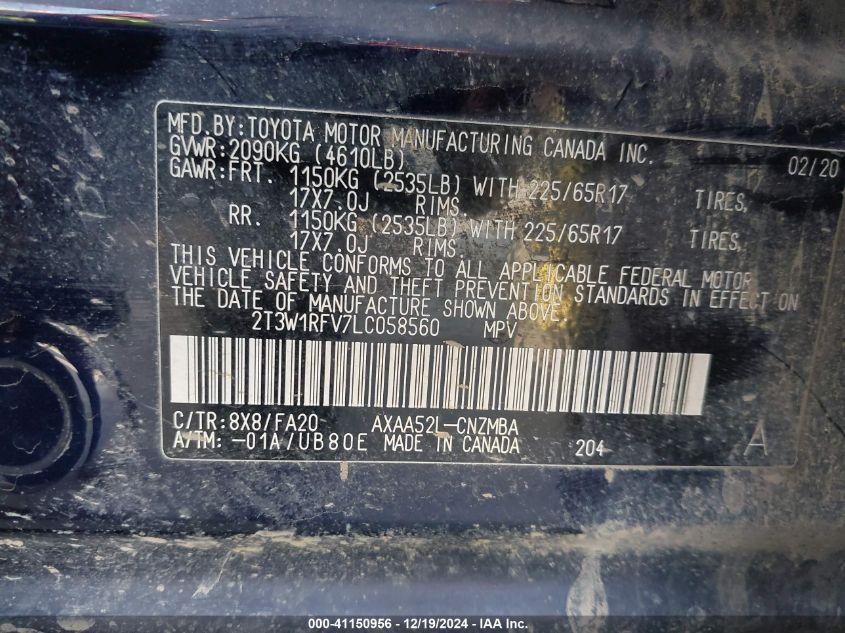 MFD.BY:TOYOTA MOTOR MANUFACTURING CANADA INC.
GVWR:2090KG (4610LB) 02/20
GAWR:FRT. 1150KG (2535LB) WITH 225/65R17 TIRES,
17X7.0J RIMS.
RR. 1150KG (2535LB) WITH 225/65R17 TIRES,
17X7.0J RIMS.
THIS VEHICLE CONFORMS TO ALL APPLICABLE FEDERAL MOTOR
VEHICLE SAFETY AND THEFT PREVENTION STANDARDS IN EFFECT ON
THE DATE OF MANUFACTURE SHOWN ABOVE.
2T3W1RFV7LC058560 MPV
C/TR:8X8/FA20- AXAA52L-CNZMBA
A/TM:-01A/UB80E MADE IN CANADA 204 A
000-41150956 - 12/19/2024 - IAA Inc.